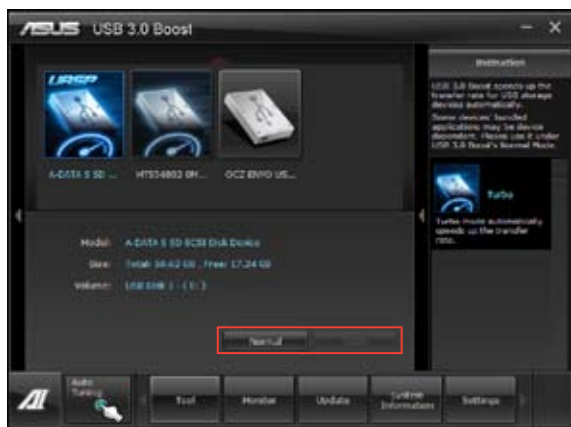 ASUS USB 3.0 Boost
Instruction
USB 3.0 Boost speeds up the
transfer rate for USB storage
devices automatically.
Some devices' bundled
applications may be device
dependent. Please use it under
USB 3.0 Boost's Normal Mode.
UASP
A-DATA S SD ...
OCZ ENYO US...
Turbo
Turbo mode automatically
speeds up the transfer
rate.
Model: A-DATA S SD SCSI Disk Device
Size: Total: GB , Free: 17.24 GB
Volume: USB Disk 1 - ( E: )
Normal
AI
Auto
Tuning
Tool
Monitor
Update
System
Information
Settings